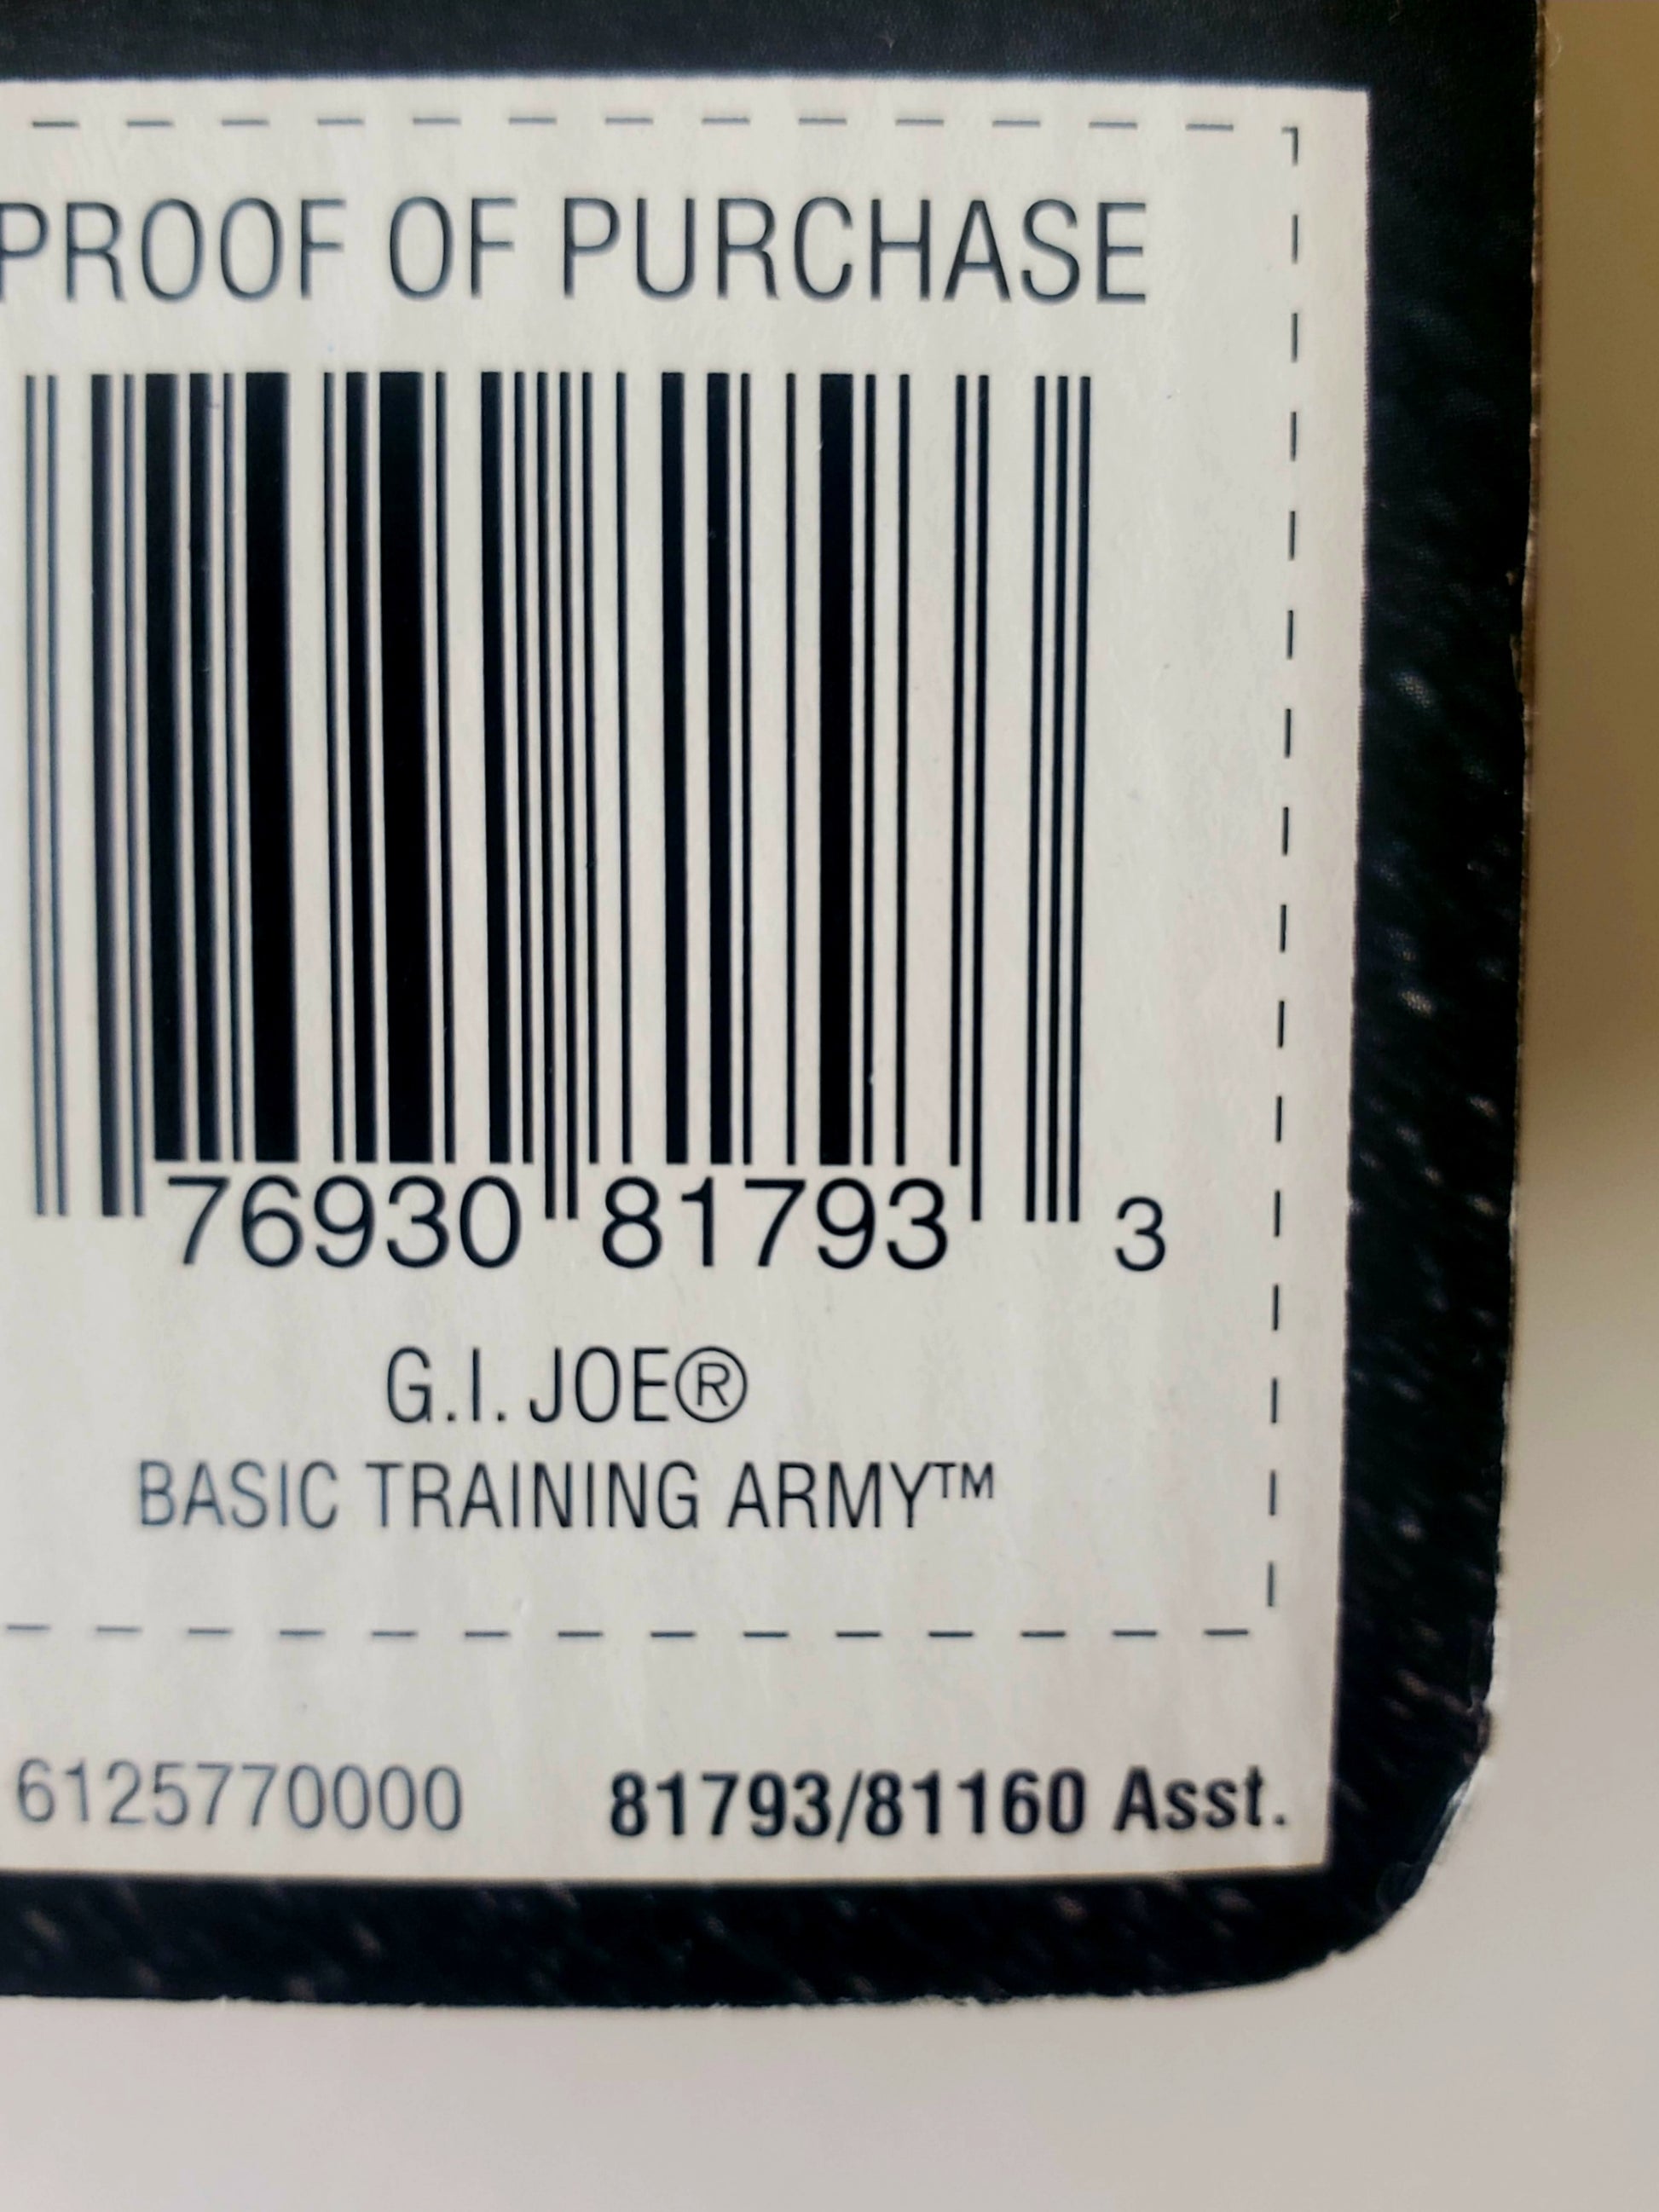 PROOF OF PURCHASE
76930 81793 3
G.I. JOE®
BASIC TRAINING ARMY™
6125770000 81793/81160 Asst.